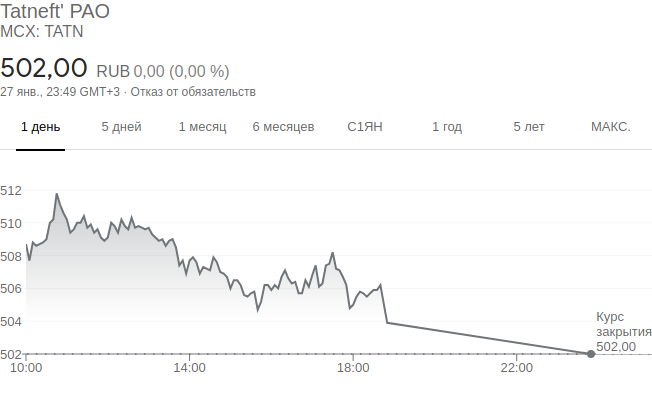 Tatneft' PAO
MCX: TATN
502,00 RUB 0,00 (0,00 %)
27 янв., 23:49 GMT+3 · Отказ от обязательств
1 день 5 дней 1 месяц 6 месяцев С1ЯН 1 год 5 лет МАКС.
512
510
508
506
504
Курс
закрытия
502,00
502
10:00 14:00 18:00 22:00